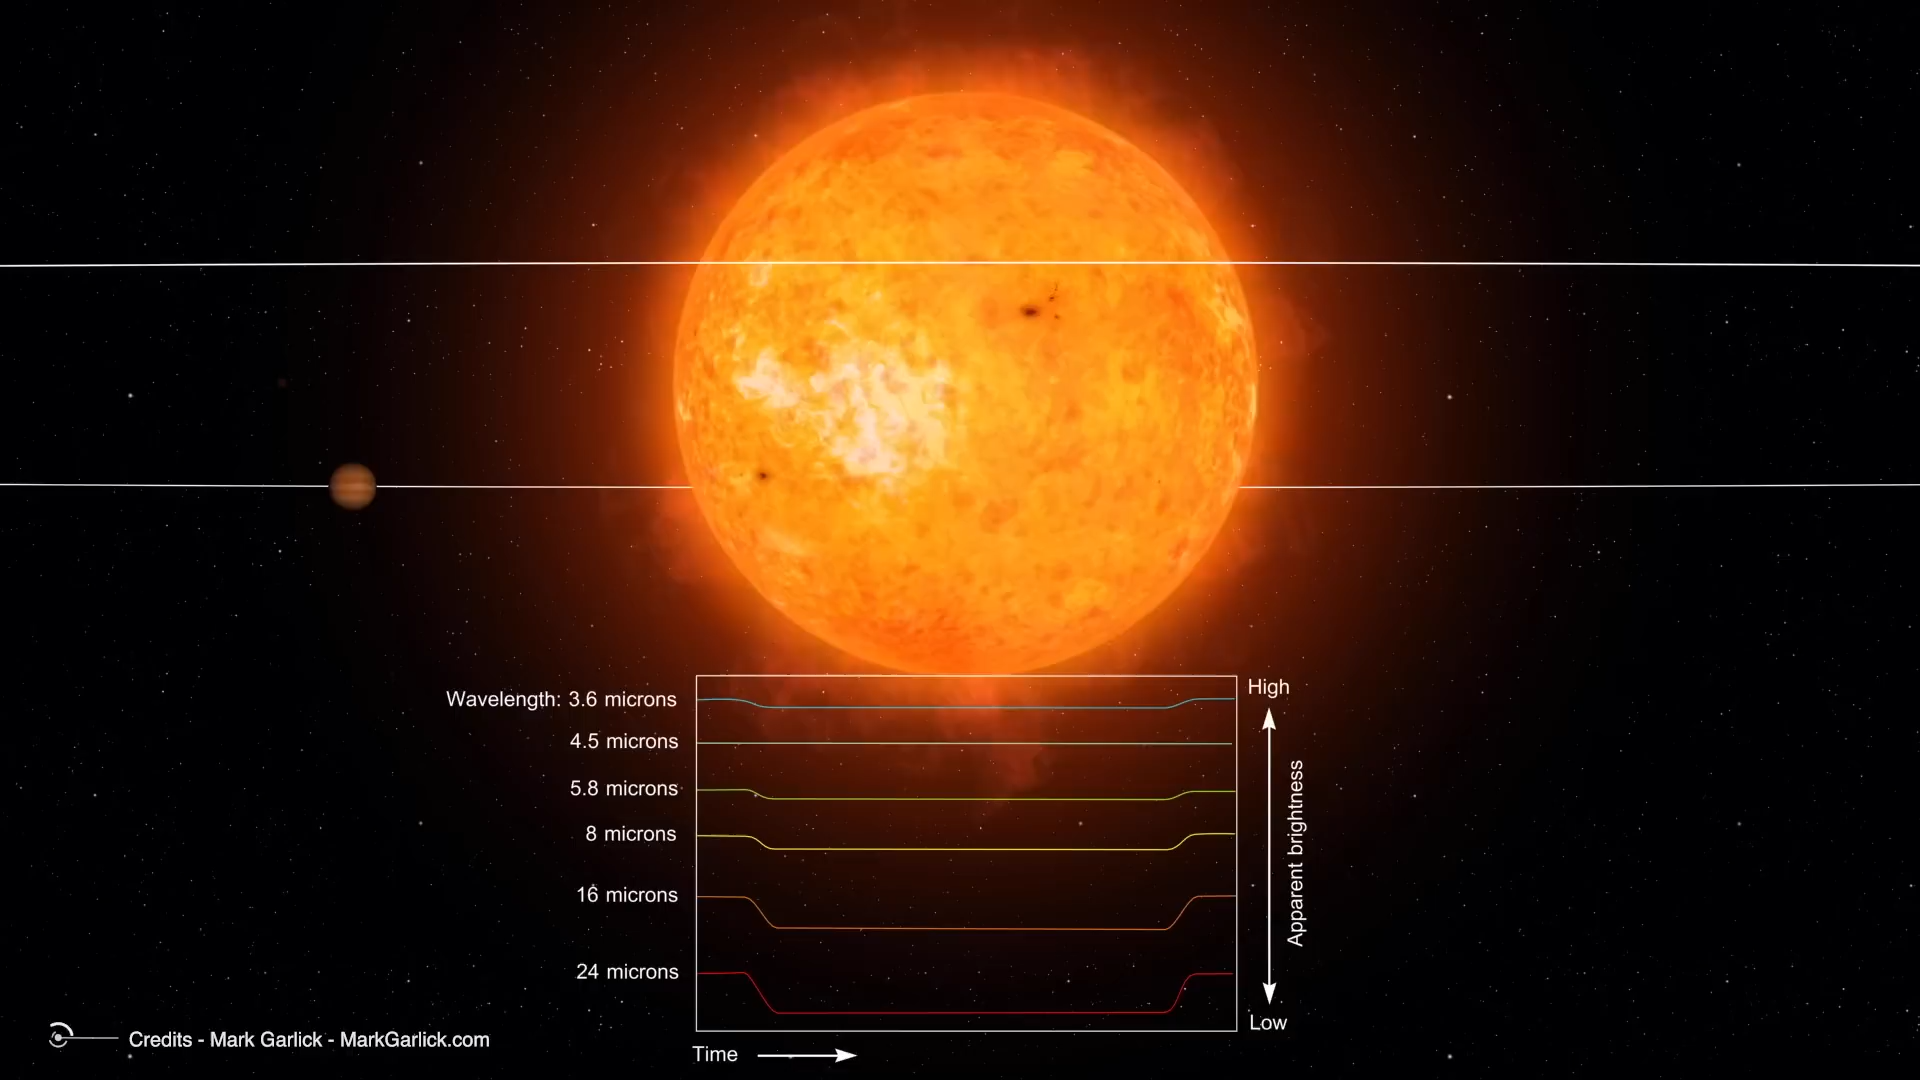 Wavelength: 3.6 microns
4.5 microns
5.8 microns
8 microns
16 microns
24 microns
High
Apparent brightness
Low
Time
Credits - Mark Garlick - MarkGarlick.com